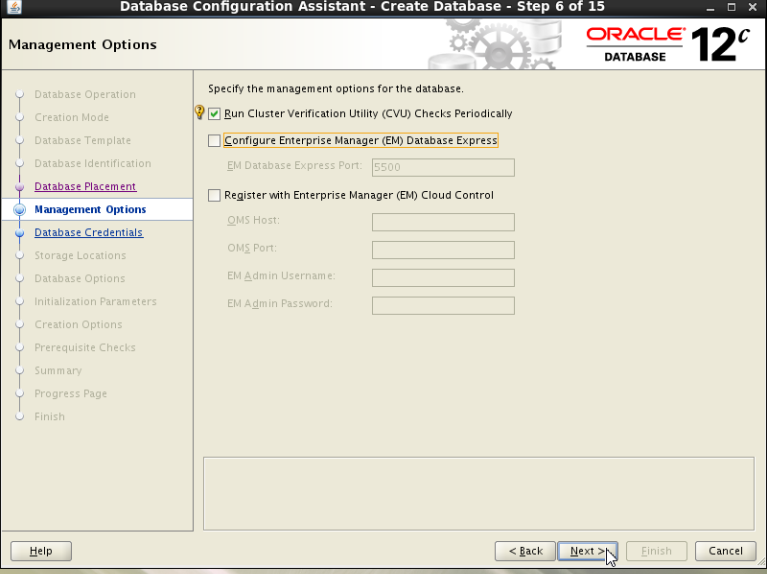 Database Configuration Assistant - Create Database - Step 6 of 15
Management Options
ORACLE®
DATABASE
12c
Database Operation
Creation Mode
Database Template
Database Identification
Database Placement
Management Options
Database Credentials
Storage Locations
Database Options
Initialization Parameters
Creation Options
Prerequisite Checks
Summary
Progress Page
Finish
Specify the management options for the database.
Run Cluster Verification Utility (CVU) Checks Periodically
Configure Enterprise Manager (EM) Database Express
EM Database Express Port: 5500
Register with Enterprise Manager (EM) Cloud Control
OMS Host:
OMS Port:
EM Admin Username:
EM Admin Password:
Help
< Back
Next >
Finish
Cancel